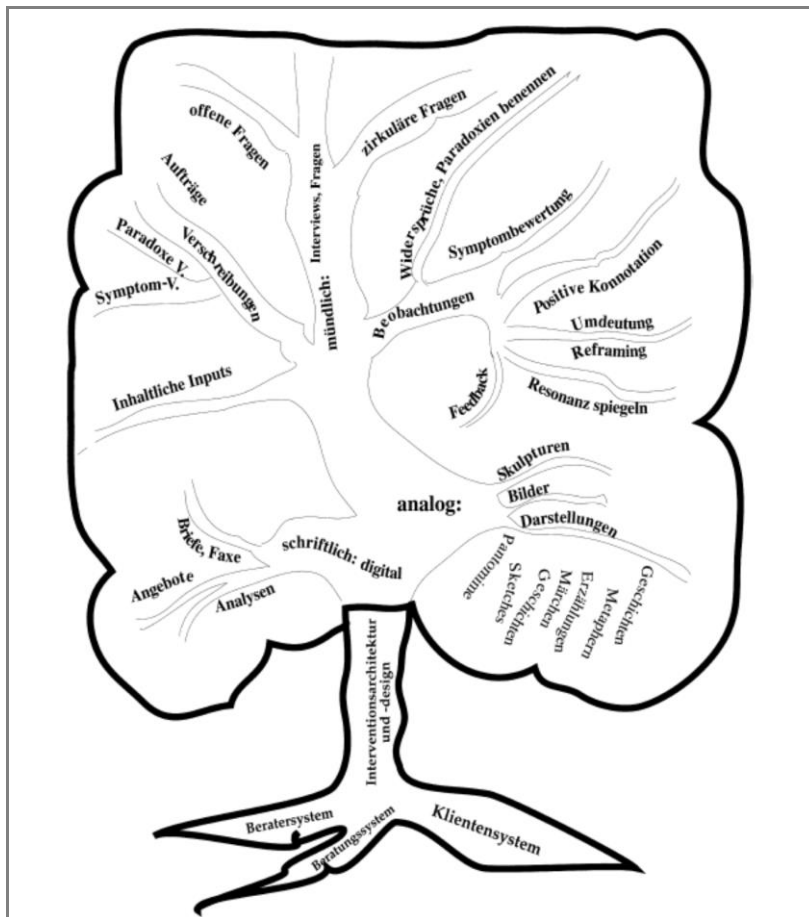 offene Fragen
Interviews, Fragen
zirkuläre Fragen
Widersprüche, Paradoxien benennen
Aufträge
Paradoxe V.
Verschreibungen
Symptom-V.
mündlich:
Symptombewertung
Beobachtungen
Positive Konnotation
Umdeutung
Reframing
Resonanz spiegeln
Feedback
Inhaltliche Inputs
Skulpturen
Bilder
Darstellungen
analog:
Pantomime
Sketches
Geschichten
Märchen
Erzählungen
Metaphern
Geschichten
schriftlich: digital
Briefe, Faxe
Angebote
Analysen
Interventionsarchitektur
und -design
Beratersystem
Beratungssystem
Klientensystem